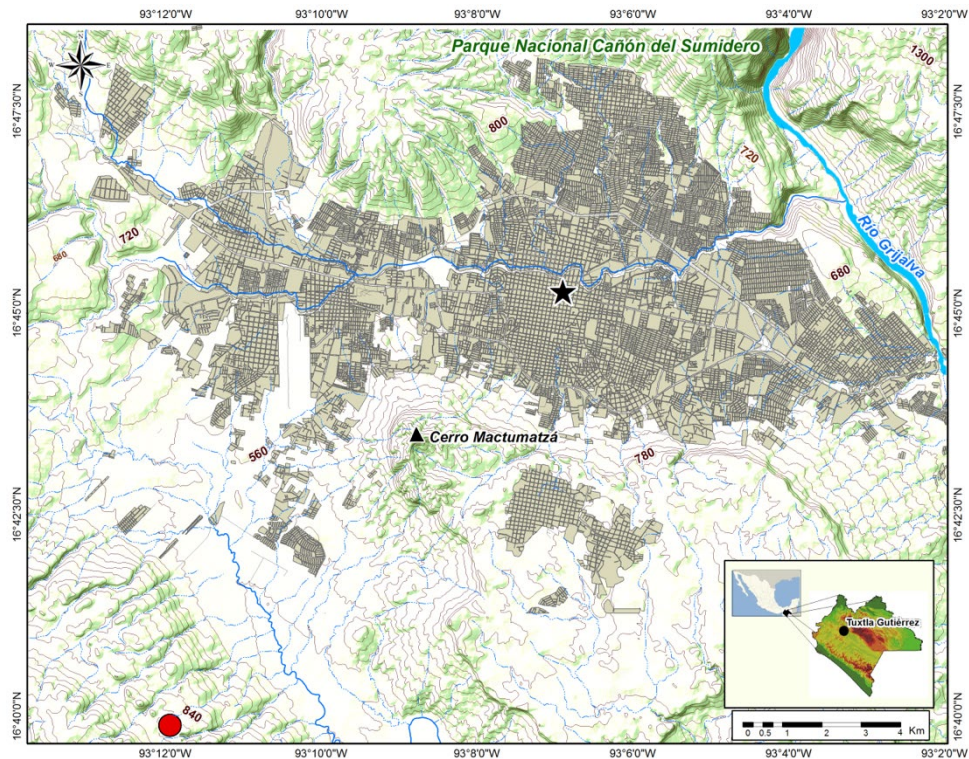 93°12'0"W 93°10'0"W 93°8'0"W 93°6'0"W 93°4'0"W 93°2'0"W
Parque Nacional Cañón del Sumidero
1300
N
W E
16°47'30"N 16°47'30"N
800
720
720
680
Río Grijalva
680
16°45'0"N 16°45'0"N
Cerro Mactumatzá
560
780
16°42'30"N 16°42'30"N
Tuxtla Gutiérrez
840
16°40'0"N 16°40'0"N
0 0.5 1 2 3 4 Km
93°12'0"W 93°10'0"W 93°8'0"W 93°6'0"W 93°4'0"W 93°2'0"W